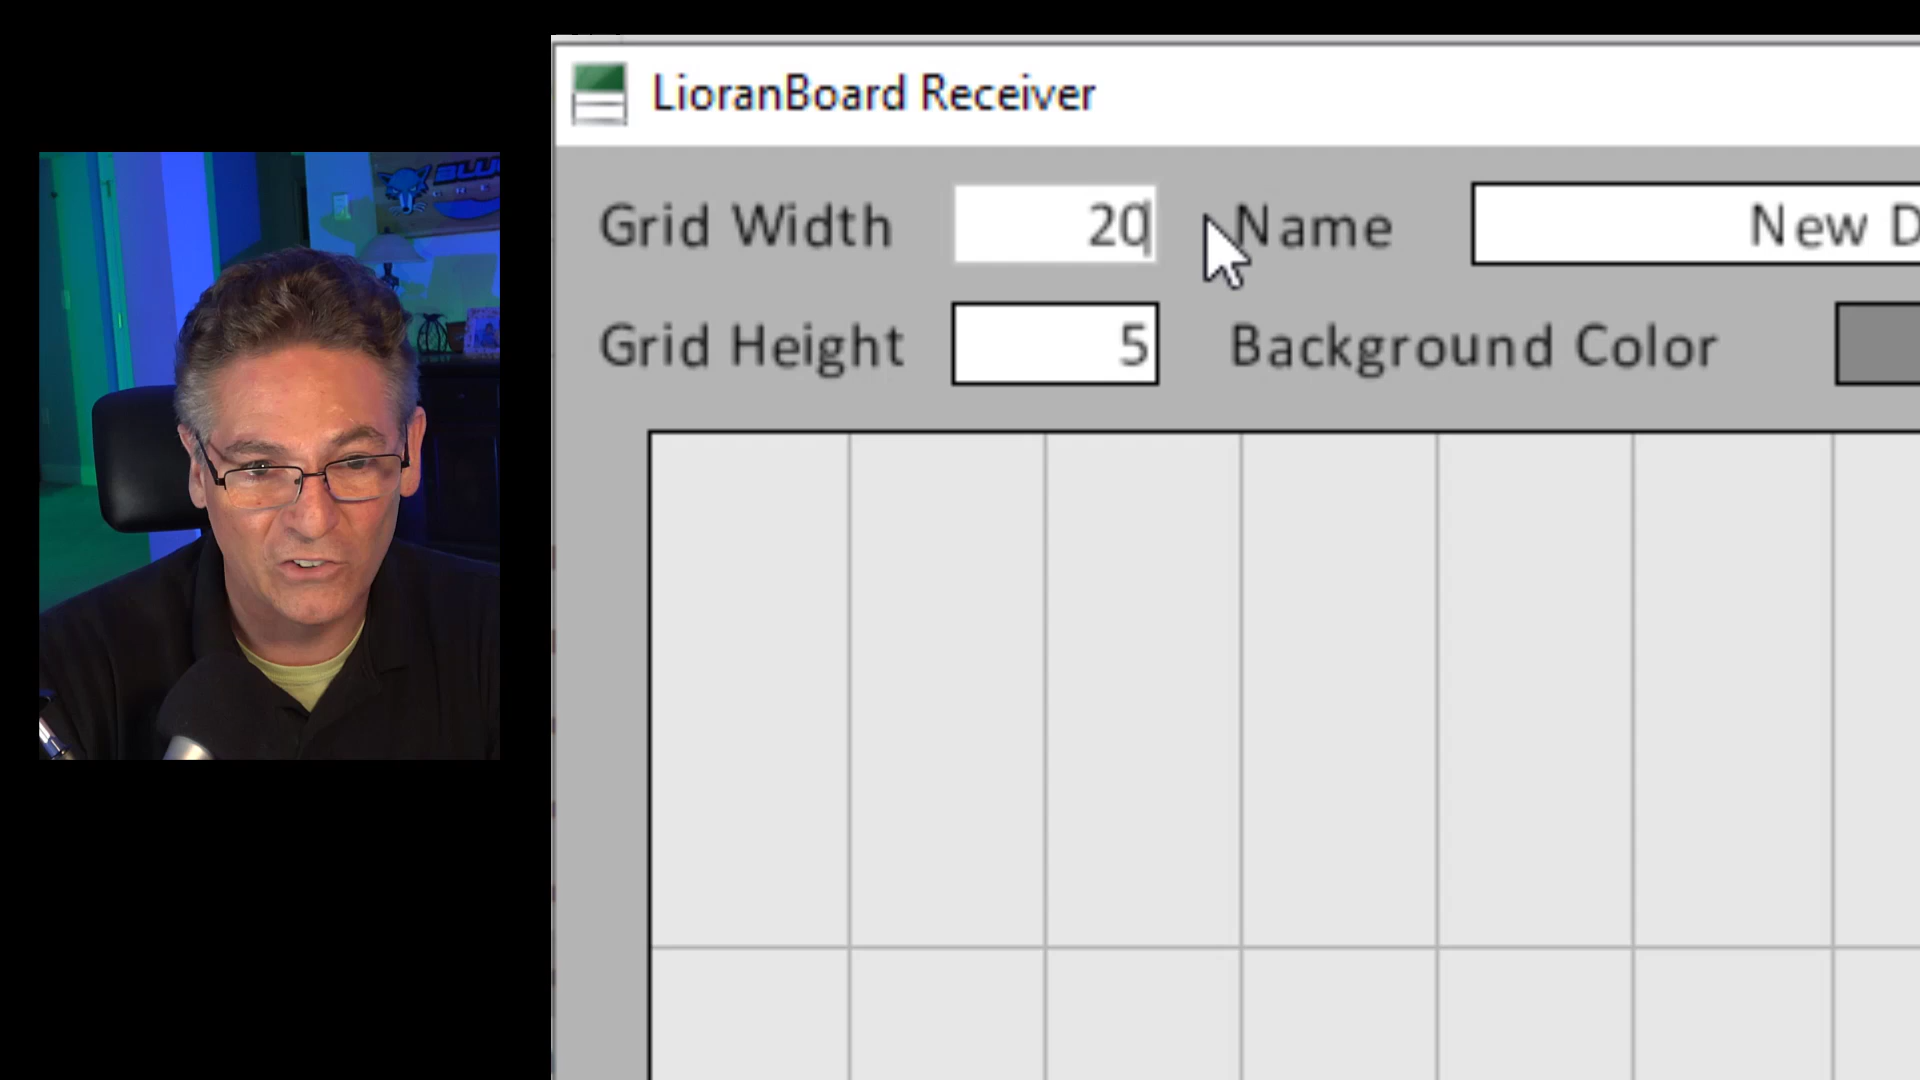 LioranBoard Receiver
Grid Width 20 Name New D
Grid Height 5 Background Color